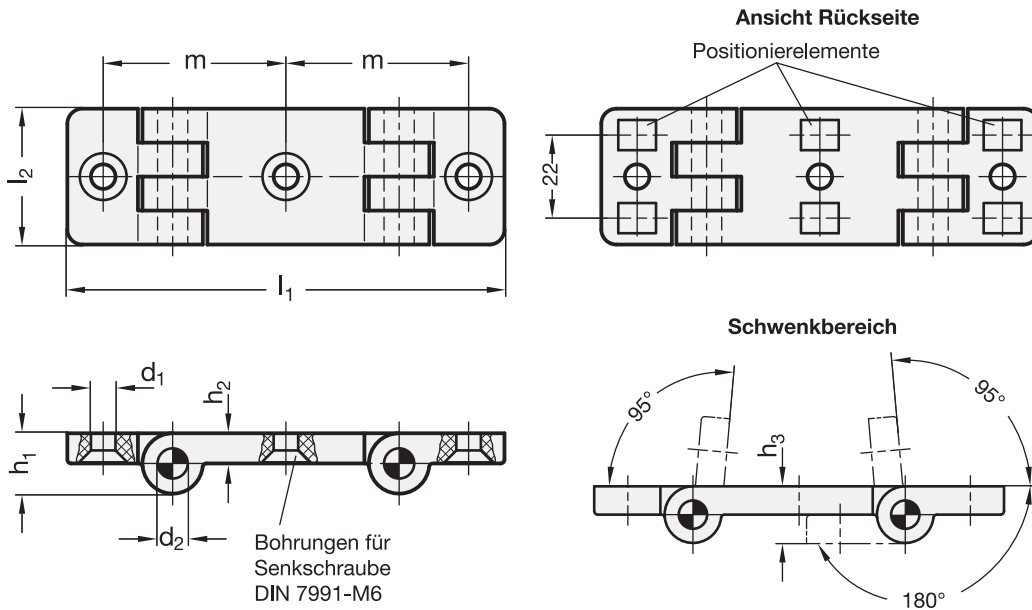 Ansicht Rückseite
Positionierelemente
m
m
l2
22
l1
Schwenkbereich
d1
h2
h1
d2
Bohrungen für
Senkschraube
DIN 7991-M6
95°
95°
h3
180°